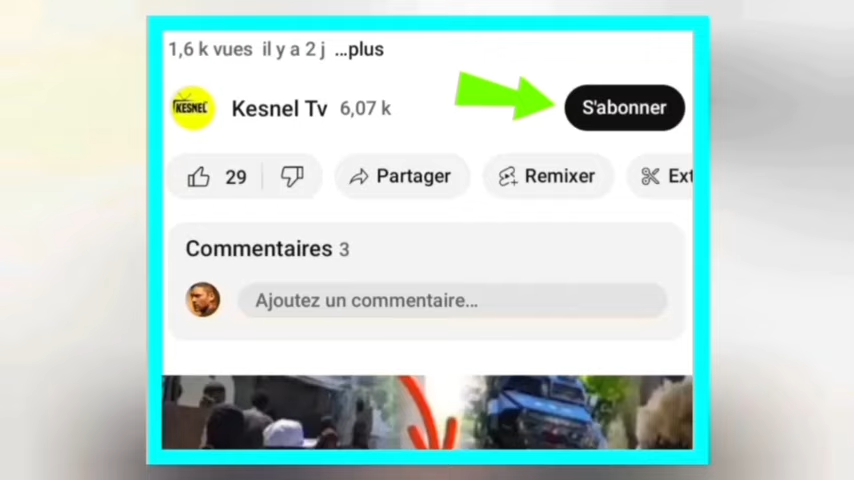 1,6 k vues il y a 2 j ...plus
KESNEL
Kesnel Tv 6,07 k
S'abonner
29
Partager
Remixer
Ext
Commentaires 3
Ajoutez un commentaire...